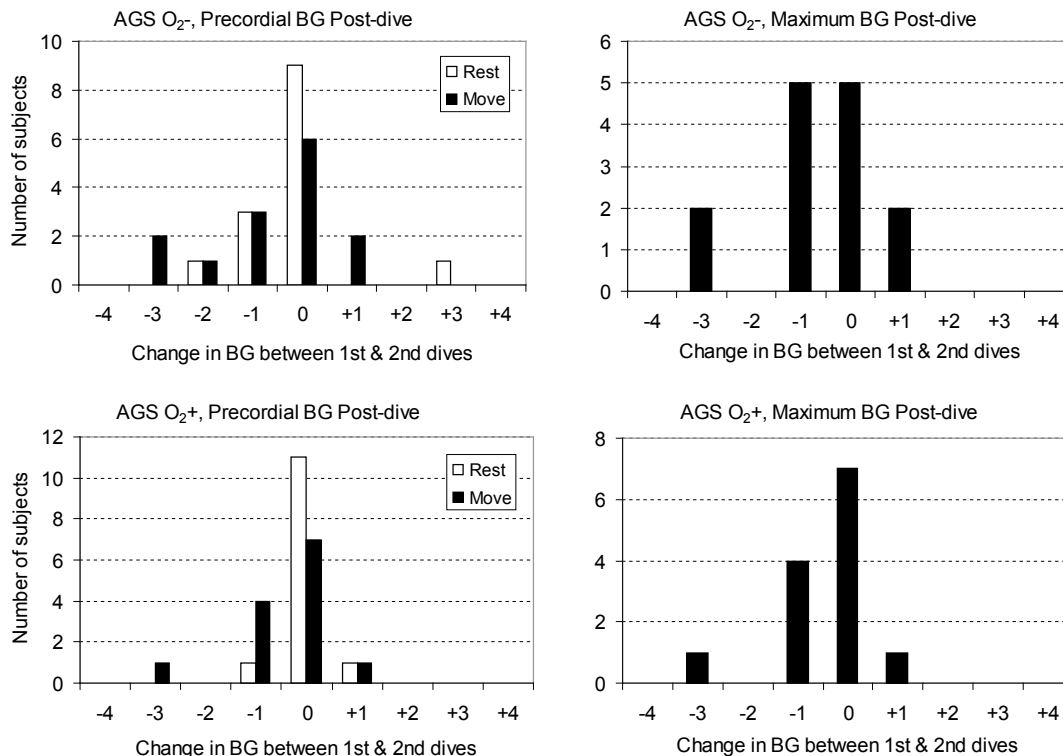 AGS O₂-, Precordial BG Post-dive
10
8
6
4
2
0
Number of subjects
Rest
Move
-4 -3 -2 -1 0 +1 +2 +3 +4
Change in BG between 1st & 2nd dives
AGS O₂-, Maximum BG Post-dive
6
5
4
3
2
1
0
-4 -3 -2 -1 0 +1 +2 +3 +4
Change in BG between 1st & 2nd dives
AGS O₂+, Precordial BG Post-dive
12
10
8
6
4
2
0
Number of subjects
Rest
Move
-4 -3 -2 -1 0 +1 +2 +3 +4
Change in BG between 1st & 2nd dives
AGS O₂+, Maximum BG Post-dive
8
6
4
2
0
-4 -3 -2 -1 0 +1 +2 +3 +4
Change in BG between 1st & 2nd dives